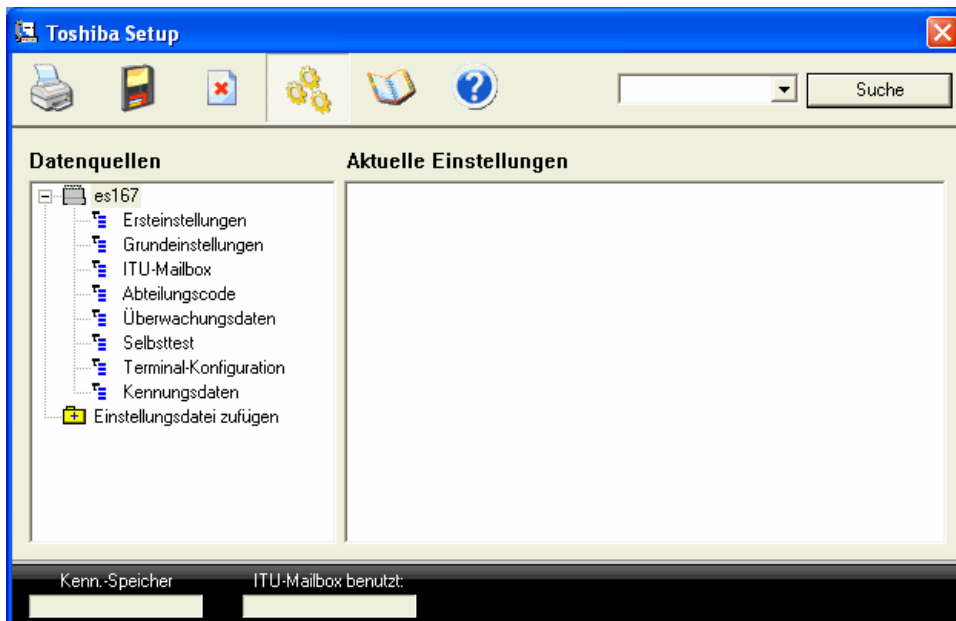 Toshiba Setup
Suche
Datenquellen
Aktuelle Einstellungen
es167
Ersteinstellungen
Grundeinstellungen
ITU-Mailbox
Abteilungscode
Überwachungsdaten
Selbsttest
Terminal-Konfiguration
Kennungsdaten
Einstellungsdatei zufügen
Kenn.-Speicher
ITU-Mailbox benutzt: